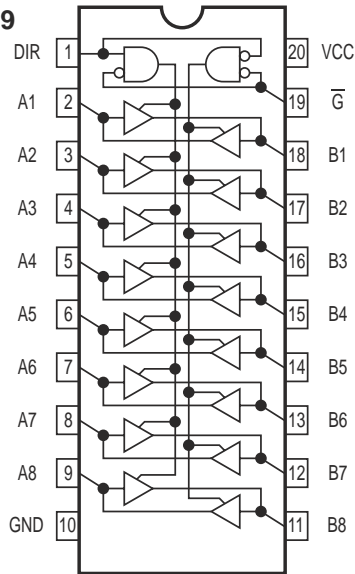 9
DIR 1 20 VCC
A1 2 19 G̅
A2 3 18 B1
A3 4 17 B2
A4 5 16 B3
A5 6 15 B4
A6 7 14 B5
A7 8 13 B6
A8 9 12 B7
GND 10 11 B8